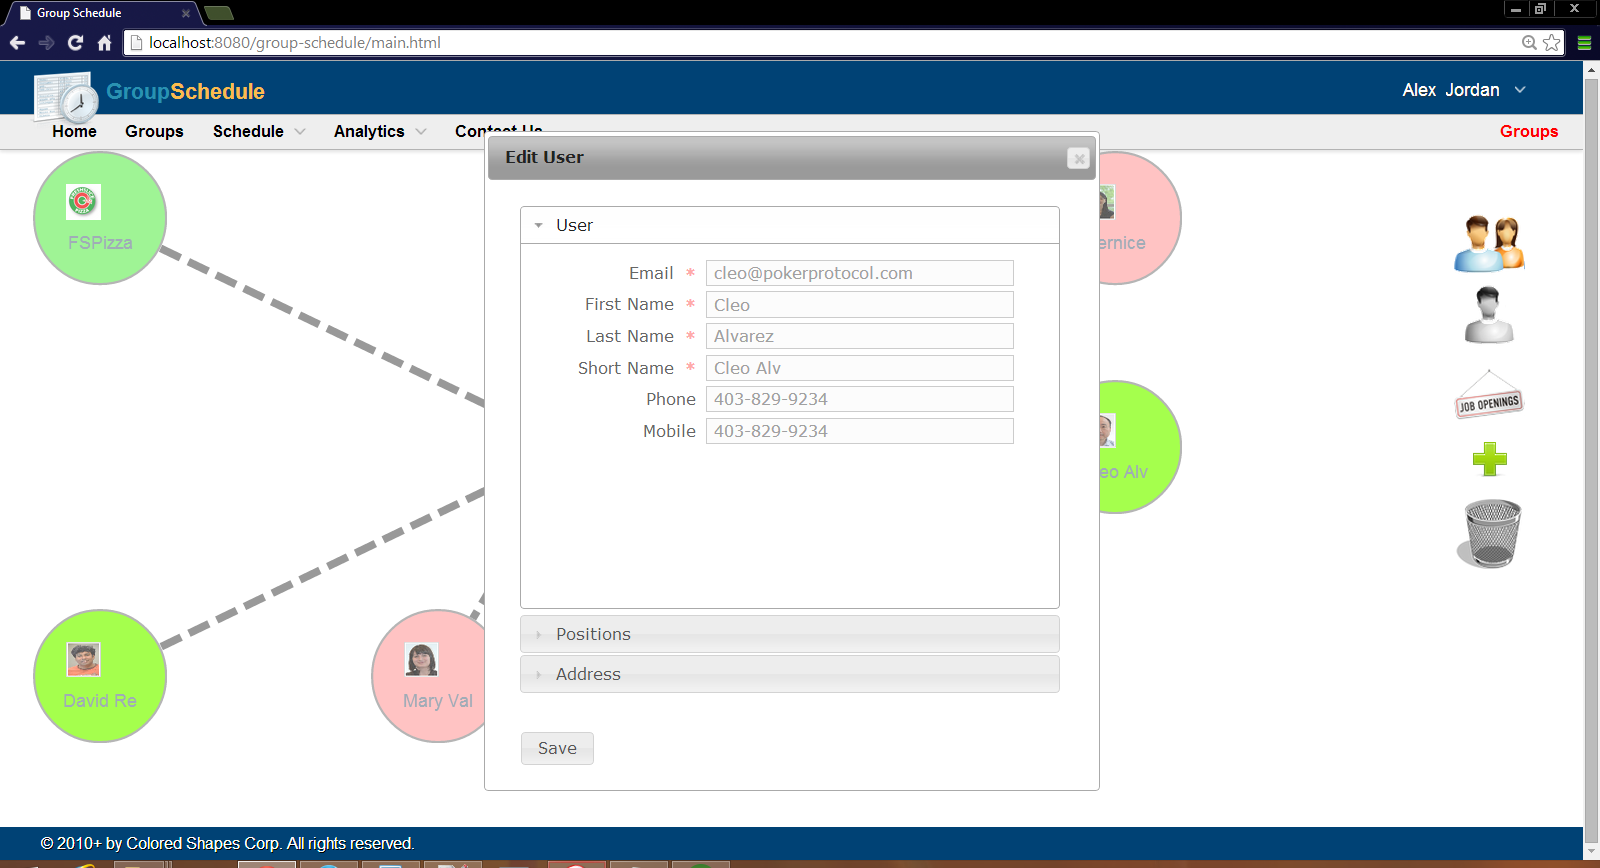 Group Schedule
localhost:8080/group-schedule/main.html
GroupSchedule
Alex Jordan
Home Groups Schedule Analytics Contact Us
Groups
Edit User
User
Email * cleo@pokerprotocol.com
First Name * Cleo
Last Name * Alvarez
Short Name * Cleo Alv
Phone 403-829-9234
Mobile 403-829-9234
Positions
Address
Save
FSPizza
ernice
eo Alv
David Re
Mary Val
JOB OPENINGS
© 2010+ by Colored Shapes Corp. All rights reserved.